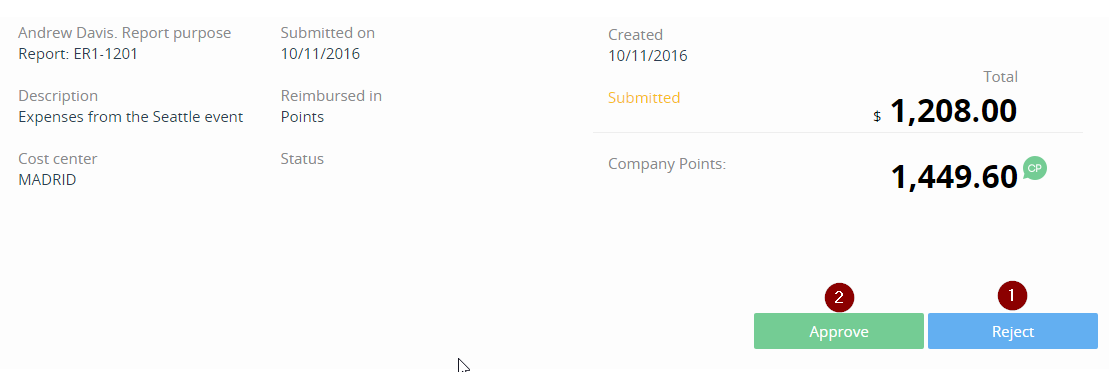 Andrew Davis. Report purpose
Report: ER1-1201
Submitted on
10/11/2016
Created
10/11/2016
Description
Expenses from the Seattle event
Reimbursed in
Points
Submitted
Total
$ 1,208.00
Cost center
MADRID
Status
Company Points:
1,449.60 CP
2
1
Approve
Reject